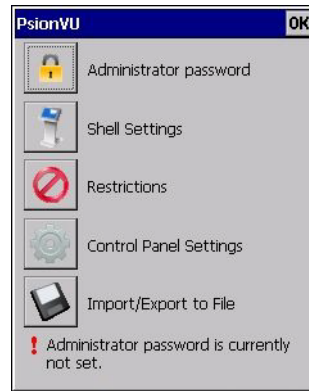 PsionVU OK
Administrator password
Shell Settings
Restrictions
Control Panel Settings
Import/Export to File
! Administrator password is currently
not set.